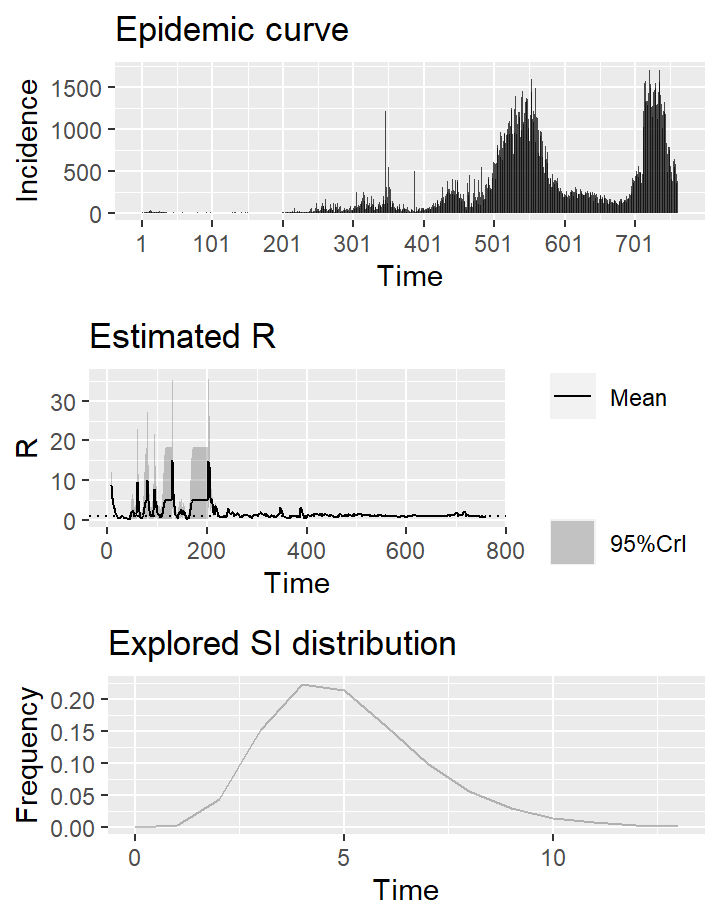 Epidemic curve
1500
1000
500
0
Incidence
1 101 201 301 401 501 601 701
Time
Estimated R
30
20
10
0
R
0 200 400 600 800
Time
Mean
95%CrI
Explored SI distribution
0.20
0.15
0.10
0.05
0.00
Frequency
0 5 10
Time